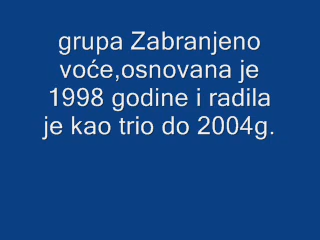 grupa Zabranjeno
voće,osnovana je
1998 godine i radila
je kao trio do 2004g.